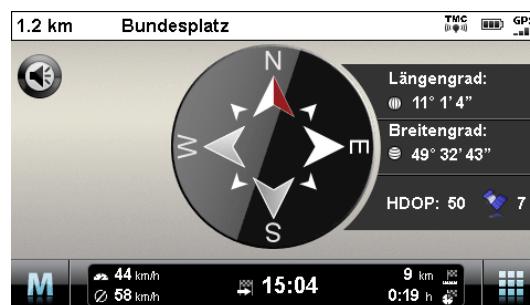 1.2 km Bundesplatz TMC GPS
N
W E
S
Längengrad:
11° 1' 4"
Breitengrad:
49° 32' 43"
HDOP: 50 7
M 44 km/h 15:04 9 km
58 km/h 0:19 h